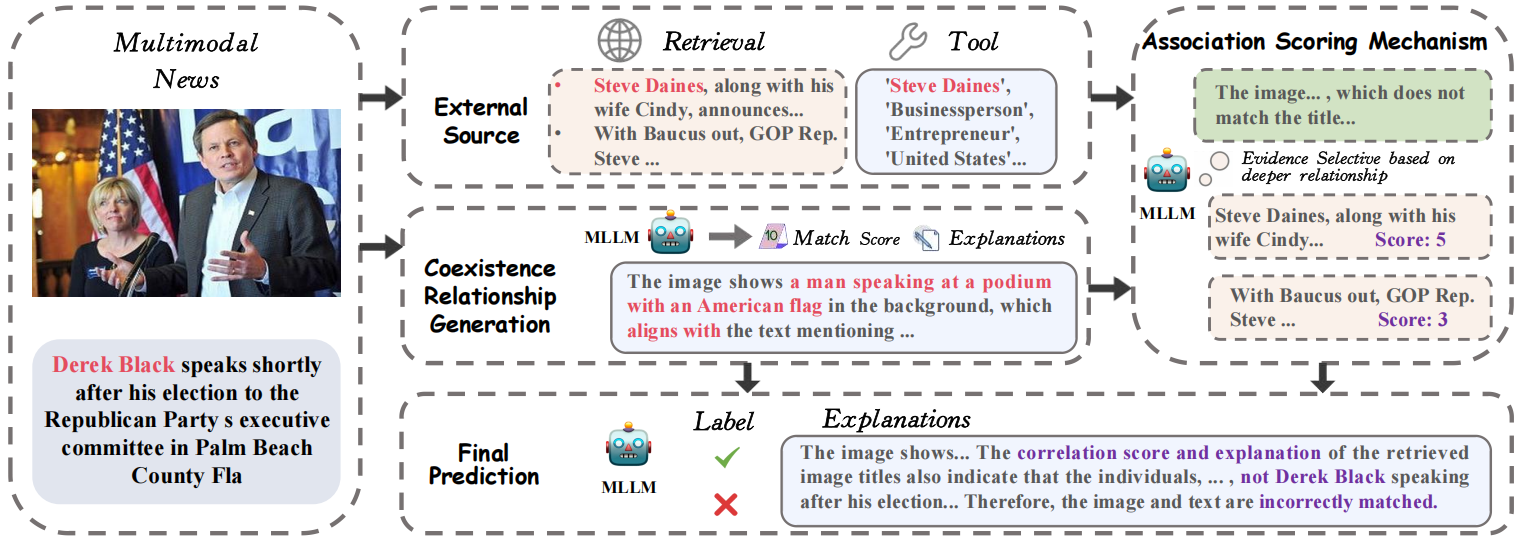 Multimodal
News
Derek Black speaks shortly
after his election to the
Republican Party s executive
committee in Palm Beach
County Fla
External
Source
Retrieval
• Steve Daines, along with his
wife Cindy, announces...
• With Baucus out, GOP Rep.
Steve ...
Tool
'Steve Daines',
'Businessperson',
'Entrepreneur',
'United States'...
Coexistence
Relationship
Generation
MLLM
10
Match Score
Explanations
The image shows a man speaking at a podium
with an American flag in the background, which
aligns with the text mentioning ...
Association Scoring Mechanism
The image... , which does not
match the title...
MLLM
Evidence Selective based on
deeper relationship
Steve Daines, along with his
wife Cindy... Score: 5
With Baucus out, GOP Rep.
Steve ... Score: 3
Final
Prediction
MLLM
Label
Explanations
The image shows... The correlation score and explanation of the retrieved
image titles also indicate that the individuals, ... , not Derek Black speaking
after his election... Therefore, the image and text are incorrectly matched.